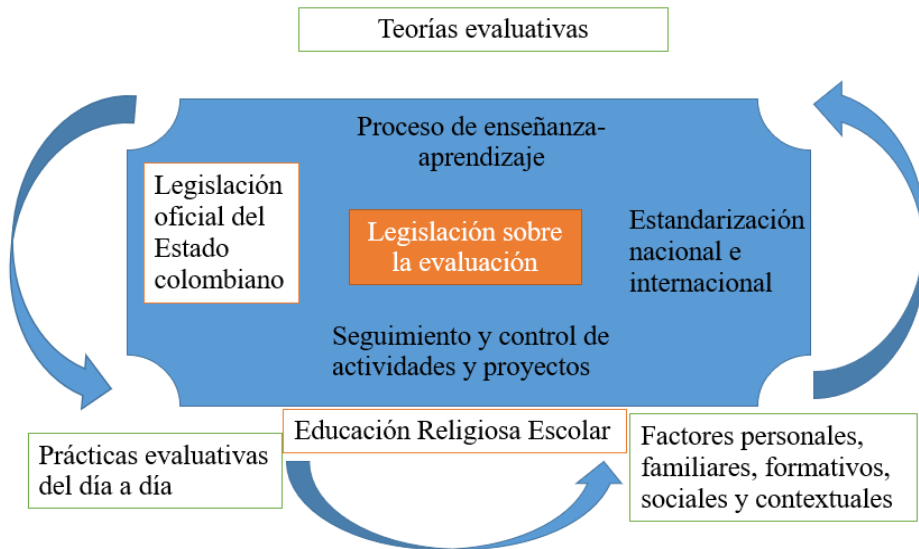 Teorías evaluativas
Proceso de enseñanza-
aprendizaje
Legislación
oficial del
Estado
colombiano
Legislación sobre
la evaluación
Estandarización
nacional e
internacional
Seguimiento y control de
actividades y proyectos
Educación Religiosa Escolar
Prácticas evaluativas
del día a día
Factores personales,
familiares, formativos,
sociales y contextuales